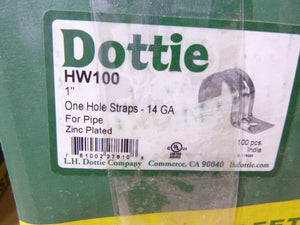 Dottie
HW100
1"
One Hole Straps - 14 GA
For Pipe
Zinc Plated
100 pcs.
India
L.H. Dottie Company Commerce, CA 90040 lhdottie.com